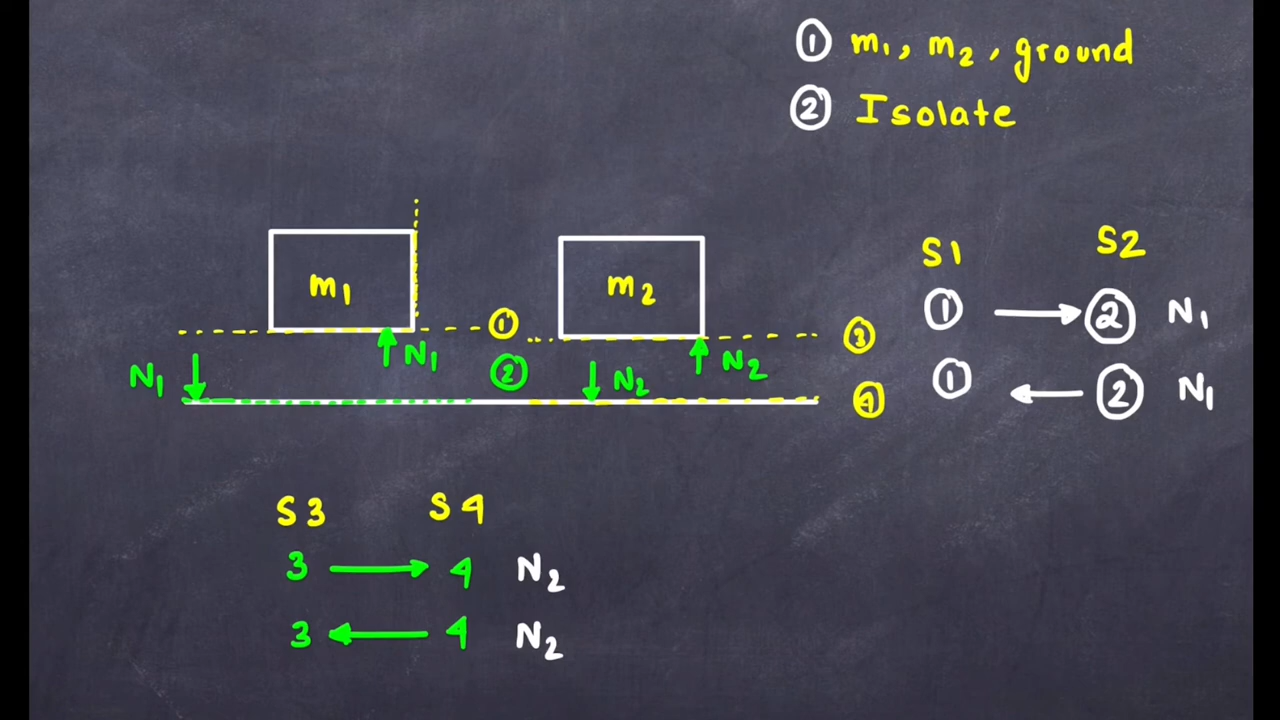 ① m₁, m₂, ground
② Isolate
m₁
m₂
①
③
N₁
N₁
②
N₂
N₂
④
S1 S2
① → ② N₁
① ← ② N₁
S3 S4
3 → 4 N₂
3 ← 4 N₂